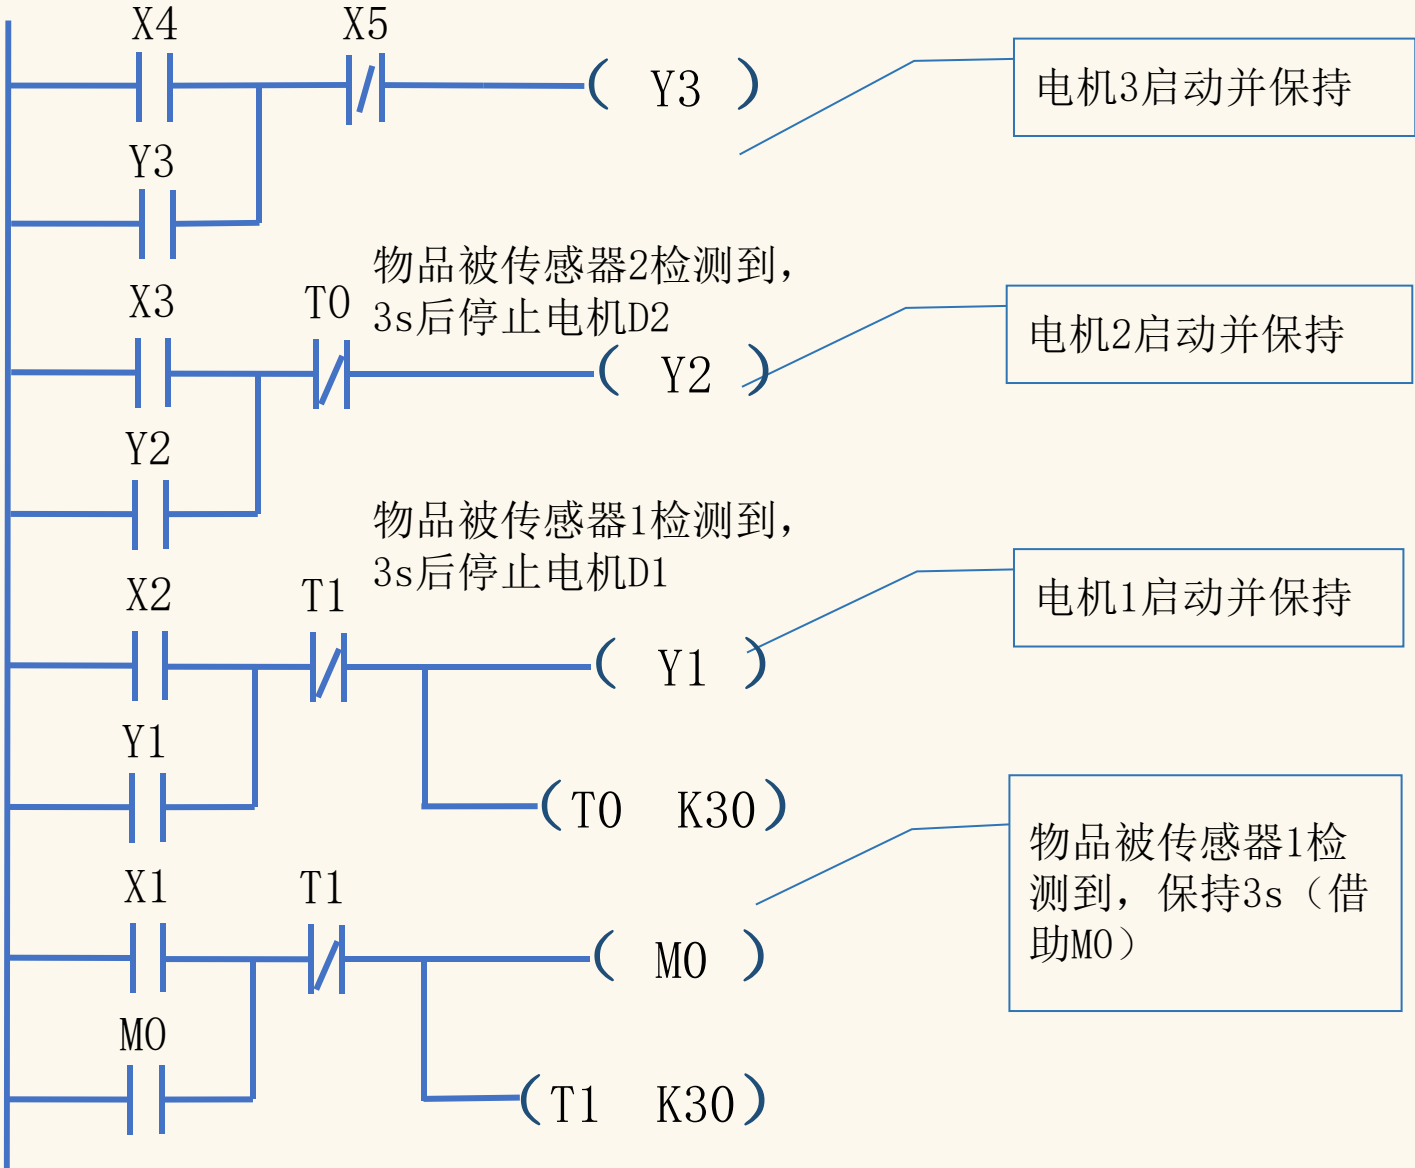 X4 X5
( Y3 )
电机3启动并保持
Y3
物品被传感器2检测到，
3s后停止电机D2
X3 T0
( Y2 )
电机2启动并保持
Y2
物品被传感器1检测到，
3s后停止电机D1
X2 T1
( Y1 )
电机1启动并保持
Y1
(T0 K30)
物品被传感器1检
测到，保持3s（借
助M0）
X1 T1
( M0 )
M0
(T1 K30)